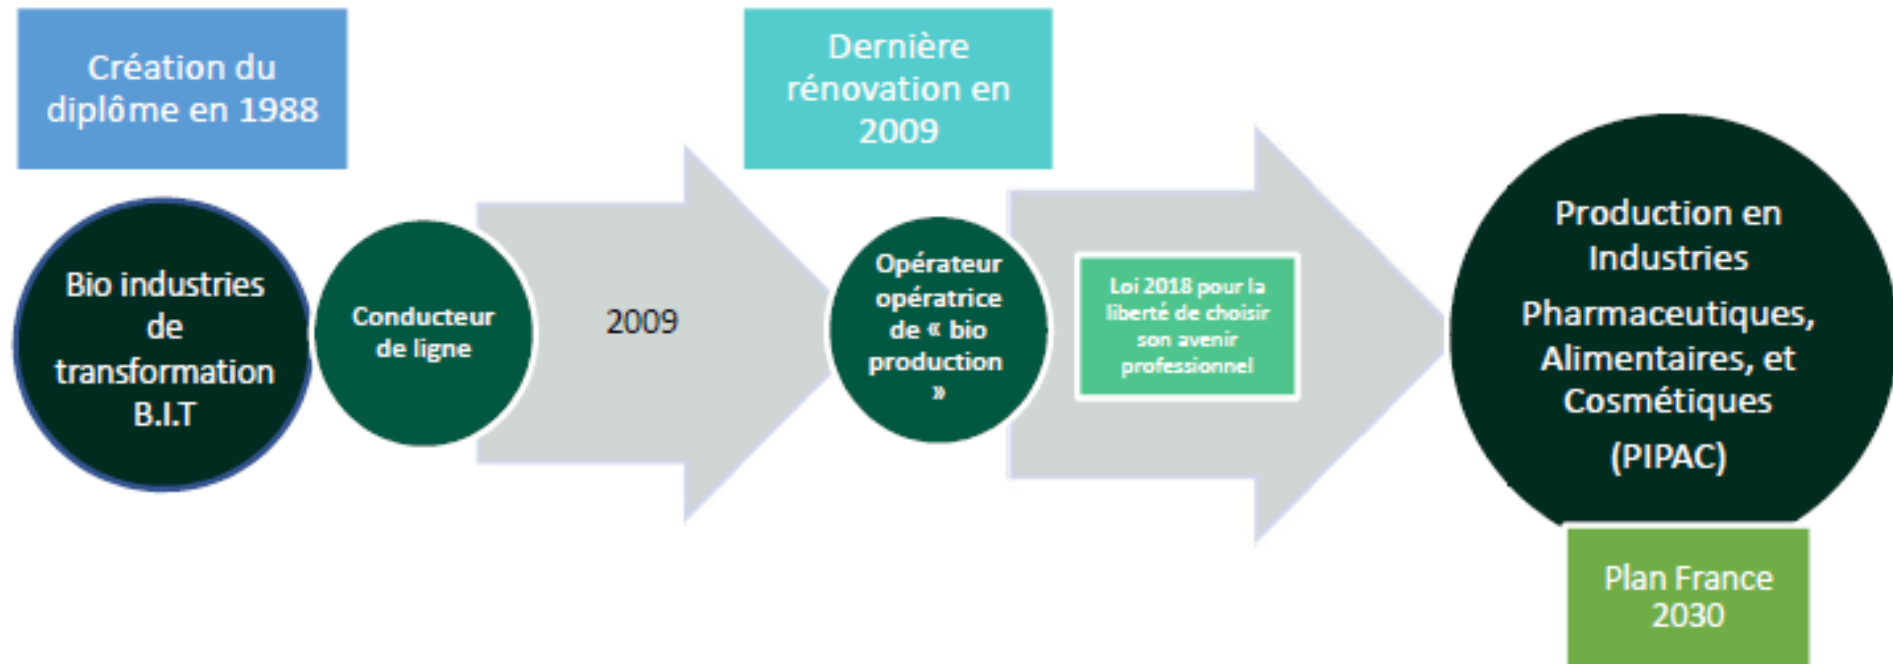 Création du
diplôme en 1988
Dernière
rénovation en
2009
Bio industries
de
transformation
B.I.T
Conducteur
de ligne
2009
Opérateur
opératrice
de « bio
production
»
Loi 2018 pour la
liberté de choisir
son avenir
professionnel
Production en
Industries
Pharmaceutiques,
Alimentaires, et
Cosmétiques
(PIPAC)
Plan France
2030